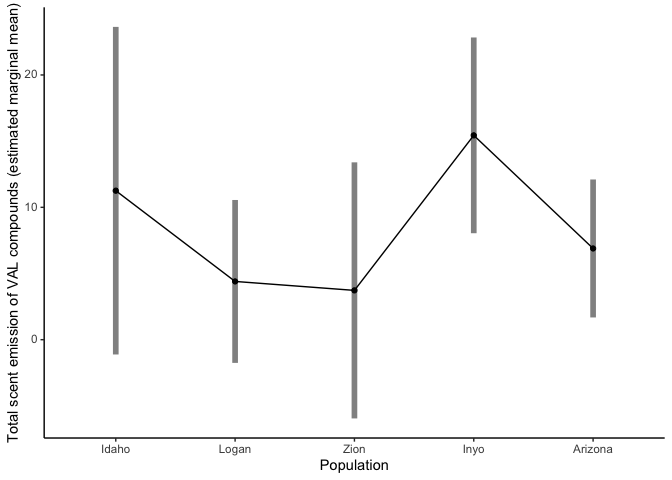 Total scent emission of VAL compounds (estimated marginal mean)
20
10
0
Idaho Logan Zion Inyo Arizona
Population